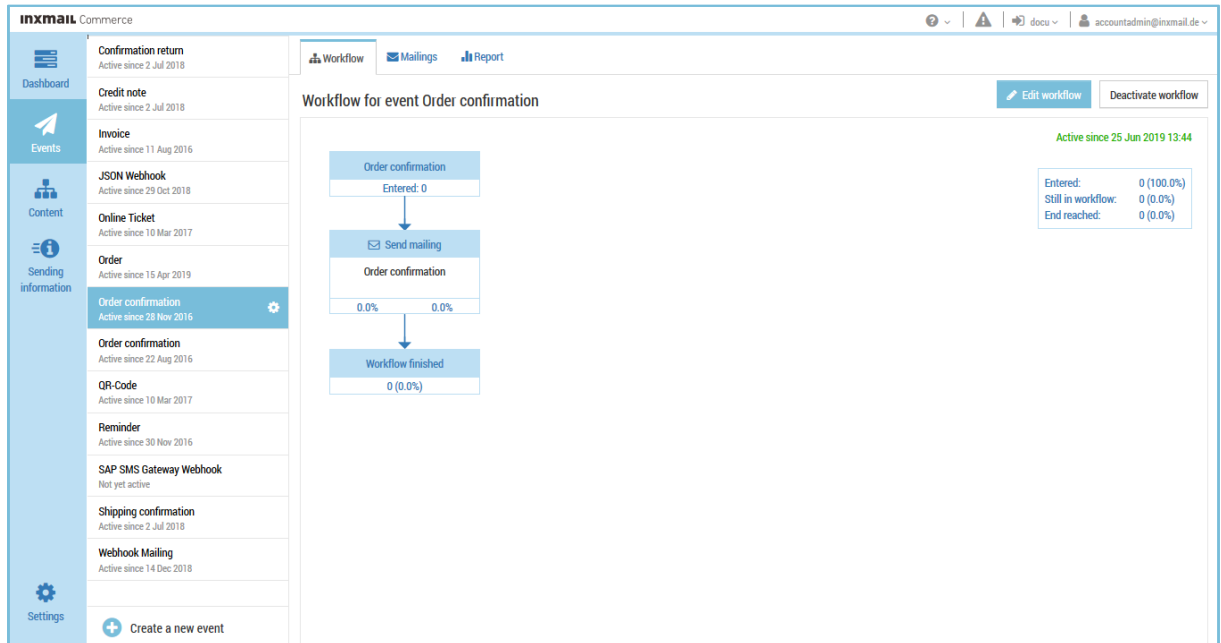 Inxmail Commerce
docu
accountadmin@inxmail.de
Dashboard
Events
Content
Sending
information
Settings
Confirmation return
Active since 2 Jul 2018
Credit note
Active since 2 Jul 2018
Invoice
Active since 11 Aug 2016
JSON Webhook
Active since 29 Oct 2018
Online Ticket
Active since 10 Mar 2017
Order
Active since 15 Apr 2019
Order confirmation
Active since 28 Nov 2016
Order confirmation
Active since 22 Aug 2016
QR-Code
Active since 10 Mar 2017
Reminder
Active since 30 Nov 2016
SAP SMS Gateway Webhook
Not yet active
Shipping confirmation
Active since 2 Jul 2018
Webhook Mailing
Active since 14 Dec 2018
Create a new event
Workflow Mailings Report
Workflow for event Order confirmation
Edit workflow Deactivate workflow
Active since 25 Jun 2019 13:44
Entered: 0 (100.0%)
Still in workflow: 0 (0.0%)
End reached: 0 (0.0%)
Order confirmation
Entered: 0
Send mailing
Order confirmation
0.0% 0.0%
Workflow finished
0 (0.0%)